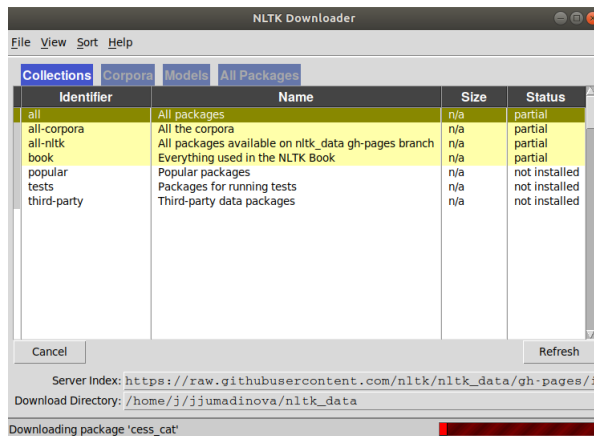 NLTK Downloader
File View Sort Help
Collections Corpora Models All Packages
Identifier Name Size Status
all All packages n/a partial
all-corpora All the corpora n/a partial
all-nltk All packages available on nltk_data gh-pages branch n/a partial
book Everything used in the NLTK Book n/a partial
popular Popular packages n/a not installed
tests Packages for running tests n/a not installed
third-party Third-party data packages n/a not installed
Cancel Refresh
Server Index: https://raw.githubusercontent.com/nltk/nltk_data/gh-pages/
Download Directory: /home/j/jjumadinova/nltk_data
Downloading package 'cess_cat'